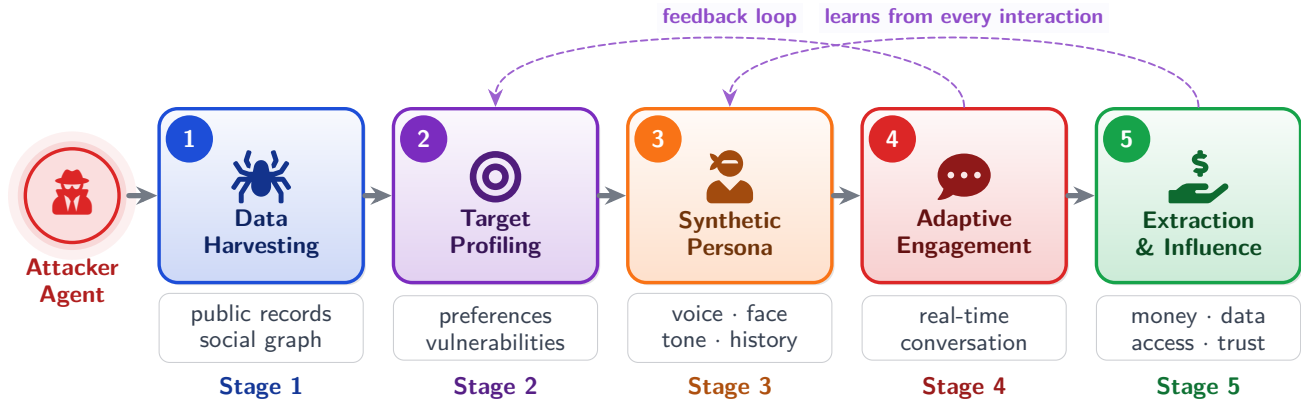 feedback loop
learns from every interaction
1
2
3
4
5
Data
Harvesting
Target
Profiling
Synthetic
Persona
Adaptive
Engagement
$
Extraction
& Influence
Attacker
Agent
public records
social graph
preferences
vulnerabilities
voice · face
tone · history
real-time
conversation
money · data
access · trust
Stage 1
Stage 2
Stage 3
Stage 4
Stage 5